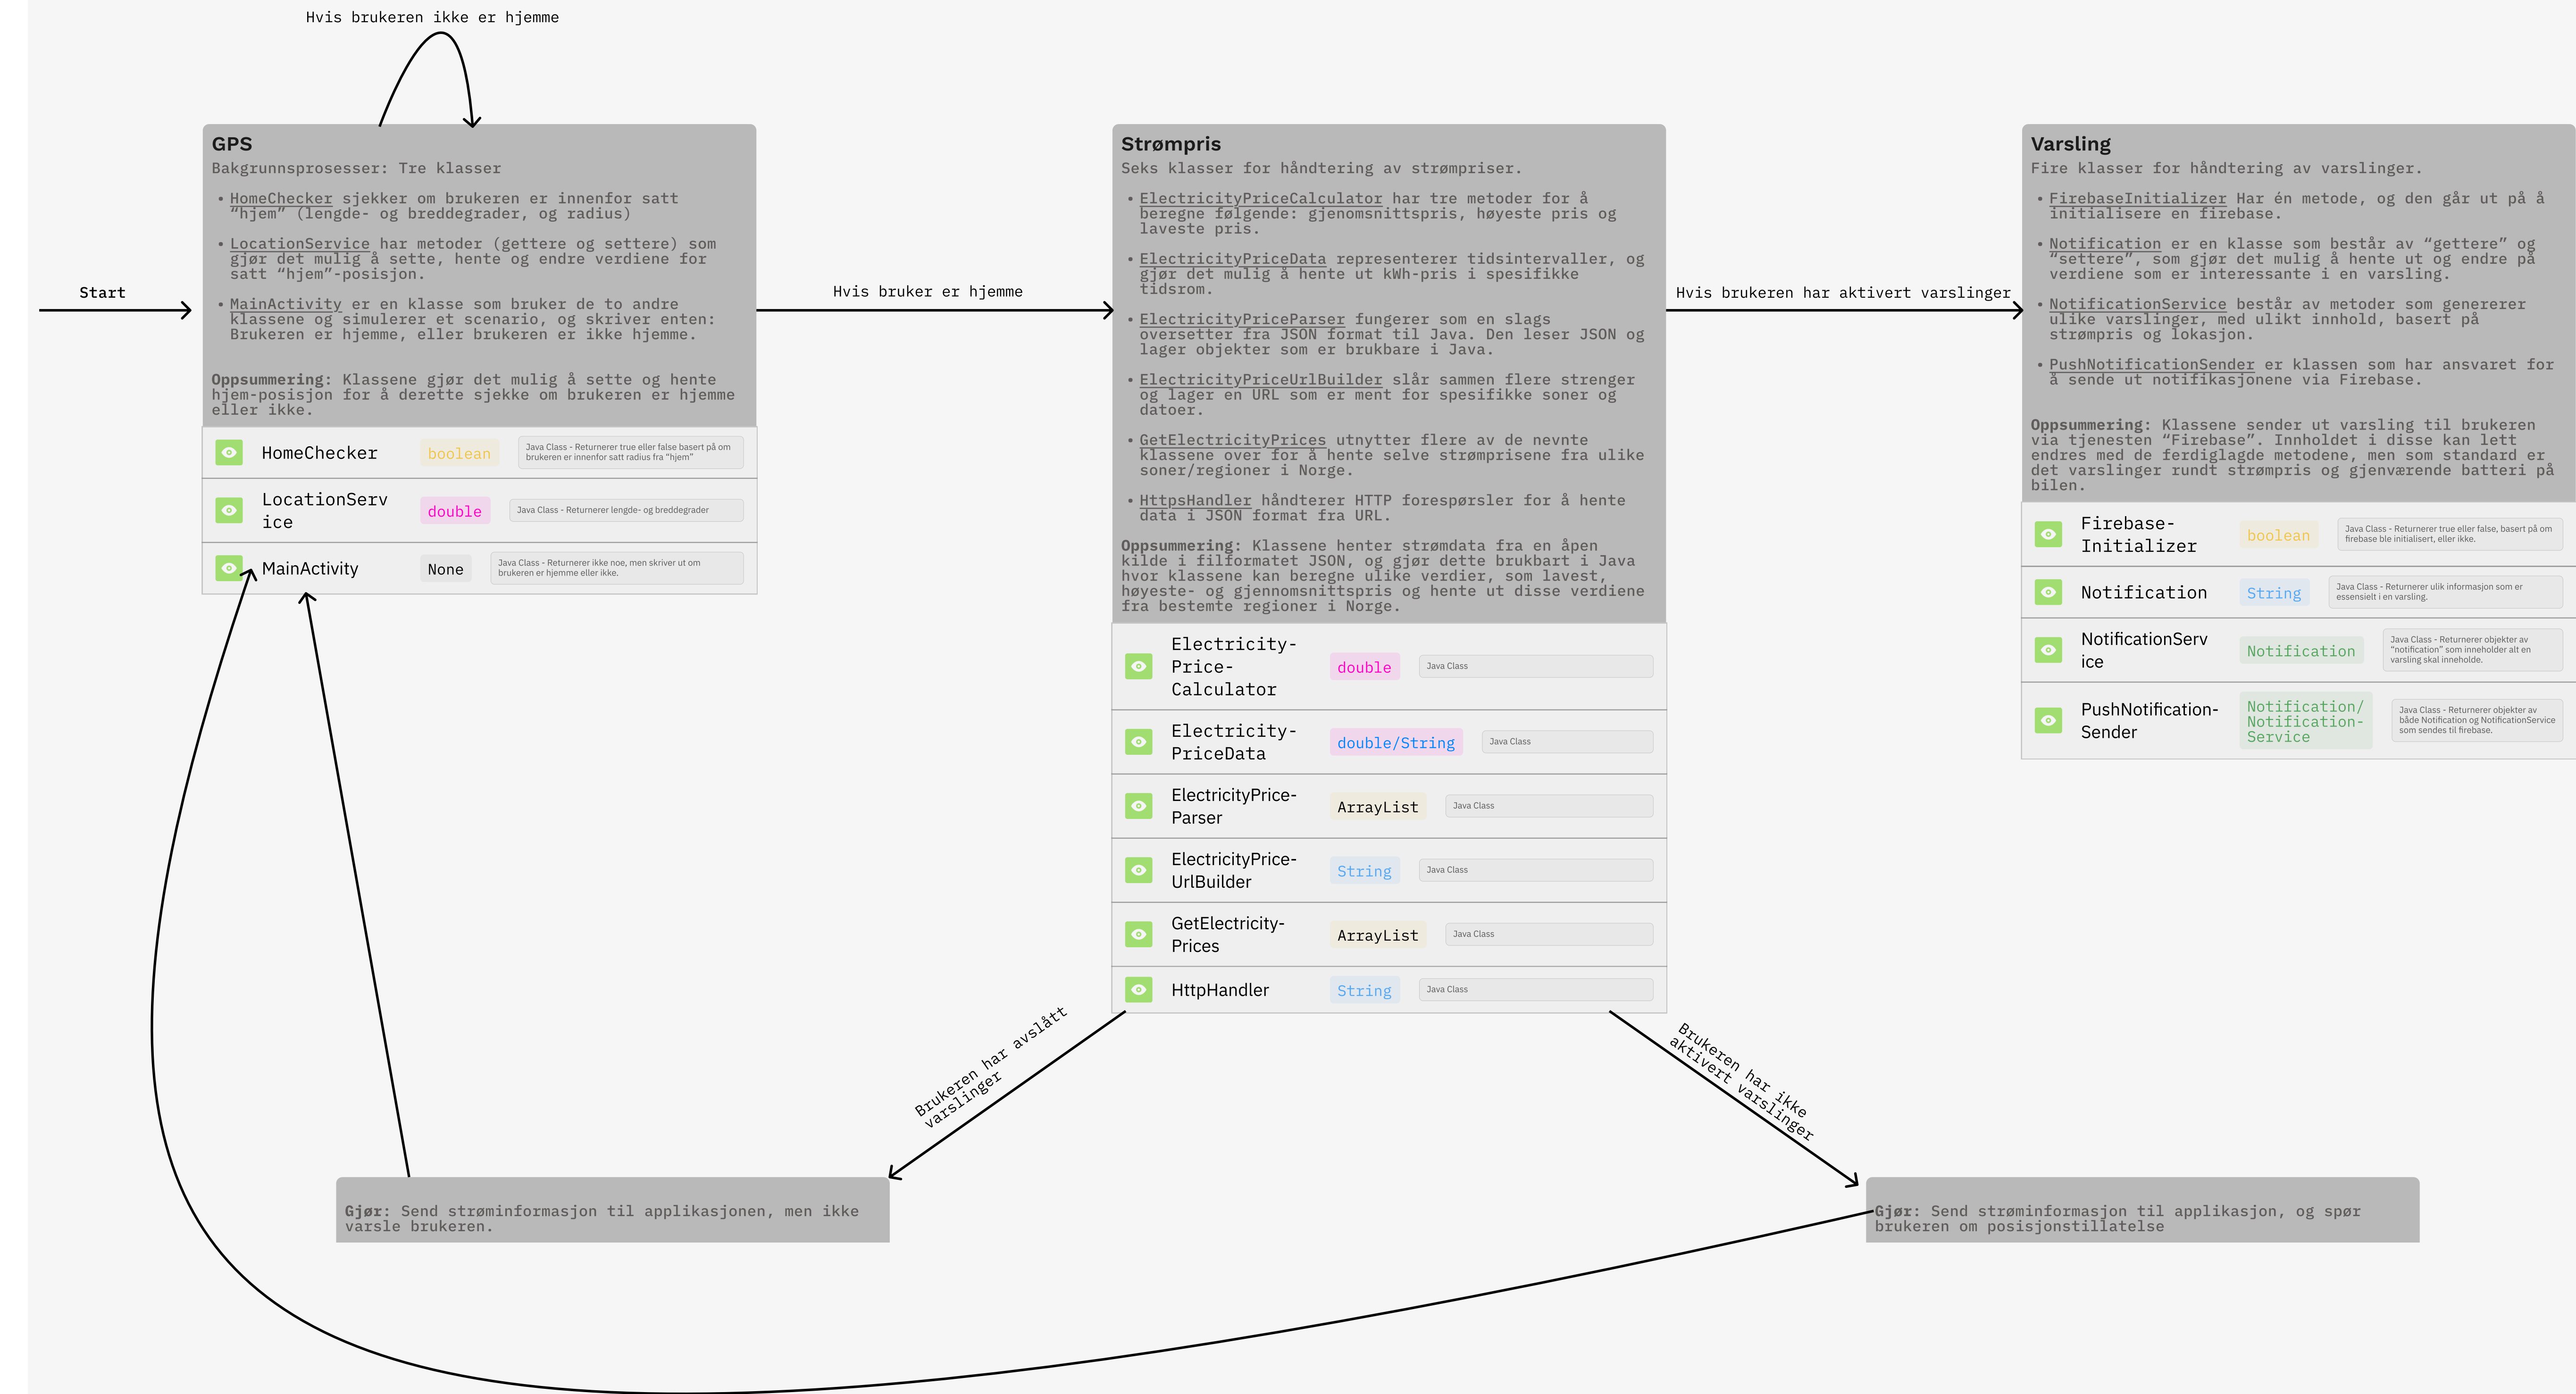 Hvis brukeren ikke er hjemme
Start
GPS
Bakgrunnsprosesser: Tre klasser
• HomeChecker sjekker om brukeren er innenfor satt
“hjem” (lengde- og breddegrader, og radius)
• LocationService har metoder (gettere og settere) som
gjør det mulig å sette, hente og endre verdiene for
satt “hjem”-posisjon.
• MainActivity er en klasse som bruker de to andre
klassene og simulerer et scenario, og skriver enten:
Brukeren er hjemme, eller brukeren er ikke hjemme.
Oppsummering: Klassene gjør det mulig å sette og hente
hjem-posisjon for å derette sjekke om brukeren er hjemme
eller ikke.
HomeChecker
boolean
Java Class - Returnerer true eller false basert på om
brukeren er innenfor satt radius fra “hjem”
LocationServ
ice
double
Java Class - Returnerer lengde- og breddegrader
MainActivity
None
Java Class - Returnerer ikke noe, men skriver ut om
brukeren er hjemme eller ikke.
Hvis bruker er hjemme
Strømpris
Seks klasser for håndtering av strømpriser.
• ElectricityPriceCalculator har tre metoder for å
beregne følgende: gjenomsnittspris, høyeste pris og
laveste pris.
• ElectricityPriceData representerer tidsintervaller, og
gjør det mulig å hente ut kWh-pris i spesifikke
tidsrom.
• ElectricityPriceParser fungerer som en slags
oversetter fra JSON format til Java. Den leser JSON og
lager objekter som er brukbare i Java.
• ElectricityPriceUrlBuilder slår sammen flere strenger
og lager en URL som er ment for spesifikke soner og
datoer.
• GetElectricityPrices utnytter flere av de nevnte
klassene over for å hente selve strømprisene fra ulike
soner/regioner i Norge.
• HttpsHandler håndterer HTTP forespørsler for å hente
data i JSON format fra URL.
Oppsummering: Klassene henter strømdata fra en åpen
kilde i filformatet JSON, og gjør dette brukbart i Java
hvor klassene kan beregne ulike verdier, som lavest,
høyeste- og gjennomsnittspris og hente ut disse verdiene
fra bestemte regioner i Norge.
Electricity-
Price-
Calculator
double
Java Class
Electricity-
PriceData
double/String
Java Class
ElectricityPrice-
Parser
ArrayList
Java Class
ElectricityPrice-
UrlBuilder
String
Java Class
GetElectricity-
Prices
ArrayList
Java Class
HttpHandler
String
Java Class
Hvis brukeren har aktivert varslinger
Varsling
Fire klasser for håndtering av varslinger.
• FirebaseInitializer Har én metode, og den går ut på å
initialisere en firebase.
• Notification er en klasse som består av “gettere” og
“settere”, som gjør det mulig å hente ut og endre på
verdiene som er interessante i en varsling.
• NotificationService består av metoder som genererer
ulike varslinger, med ulikt innhold, basert på
strømpris og lokasjon.
• PushNotificationSender er klassen som har ansvaret for
å sende ut notifikasjonene via Firebase.
Oppsummering: Klassene sender ut varsling til brukeren
via tjenesten “Firebase”. Innholdet i disse kan lett
endres med de ferdiglagde metodene, men som standard er
det varslinger rundt strømpris og gjenværende batteri på
bilen.
Firebase-
Initializer
boolean
Java Class - Returnerer true eller false, basert på om
firebase ble initialisert, eller ikke.
Notification
String
Java Class - Returnerer ulik informasjon som er
essensielt i en varsling.
NotificationServ
ice
Notification
Java Class - Returnerer objekter av
“notification” som inneholder alt en
varsling skal inneholde.
PushNotification-
Sender
Notification/
Notification-
Service
Java Class - Returnerer objekter av
både Notification og NotificationService
som sendes til firebase.
Brukeren har avslått
varslinger
Brukeren har ikke
aktivert varslinger
Gjør: Send strøminformasjon til applikasjonen, men ikke
varsle brukeren.
Gjør: Send strøminformasjon til applikasjon, og spør
brukeren om posisjonstillatelse